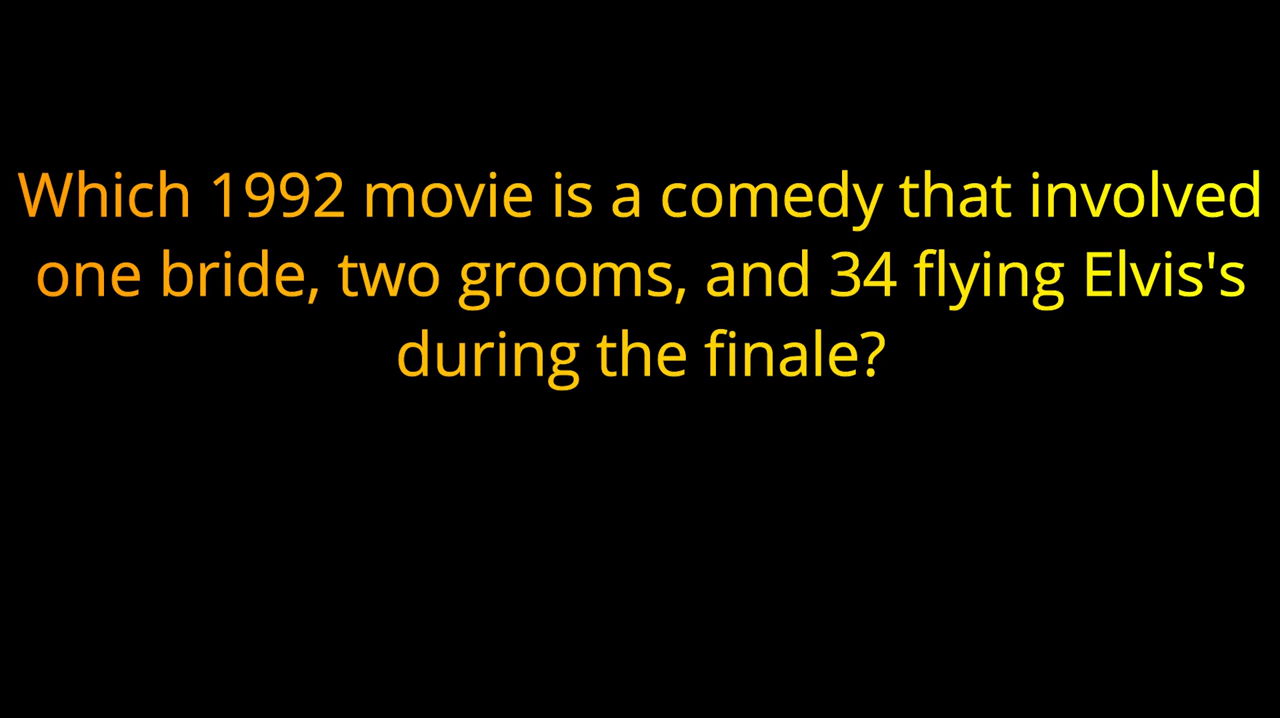 Which 1992 movie is a comedy that involved
one bride, two grooms, and 34 flying Elvis's
during the finale?